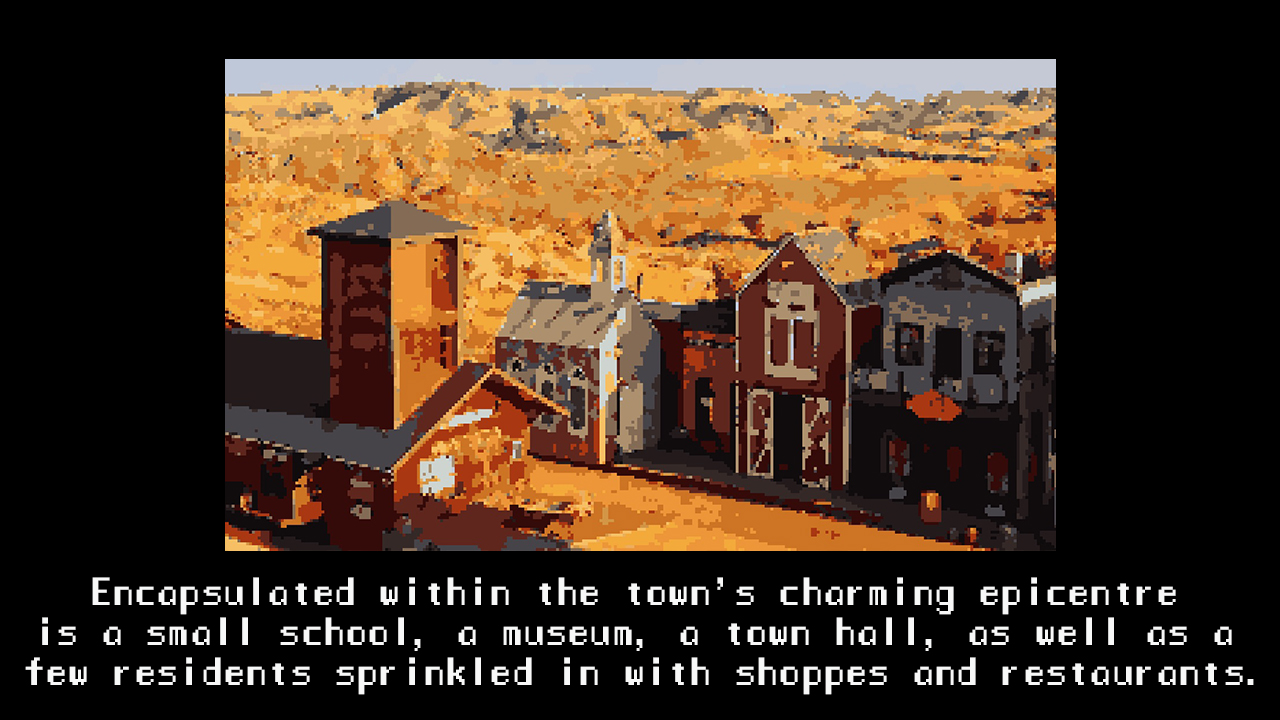 Encapsulated within the town's charming epicentre
is a small school, a museum, a town hall, as well as a
few residents sprinkled in with shoppes and restaurants.